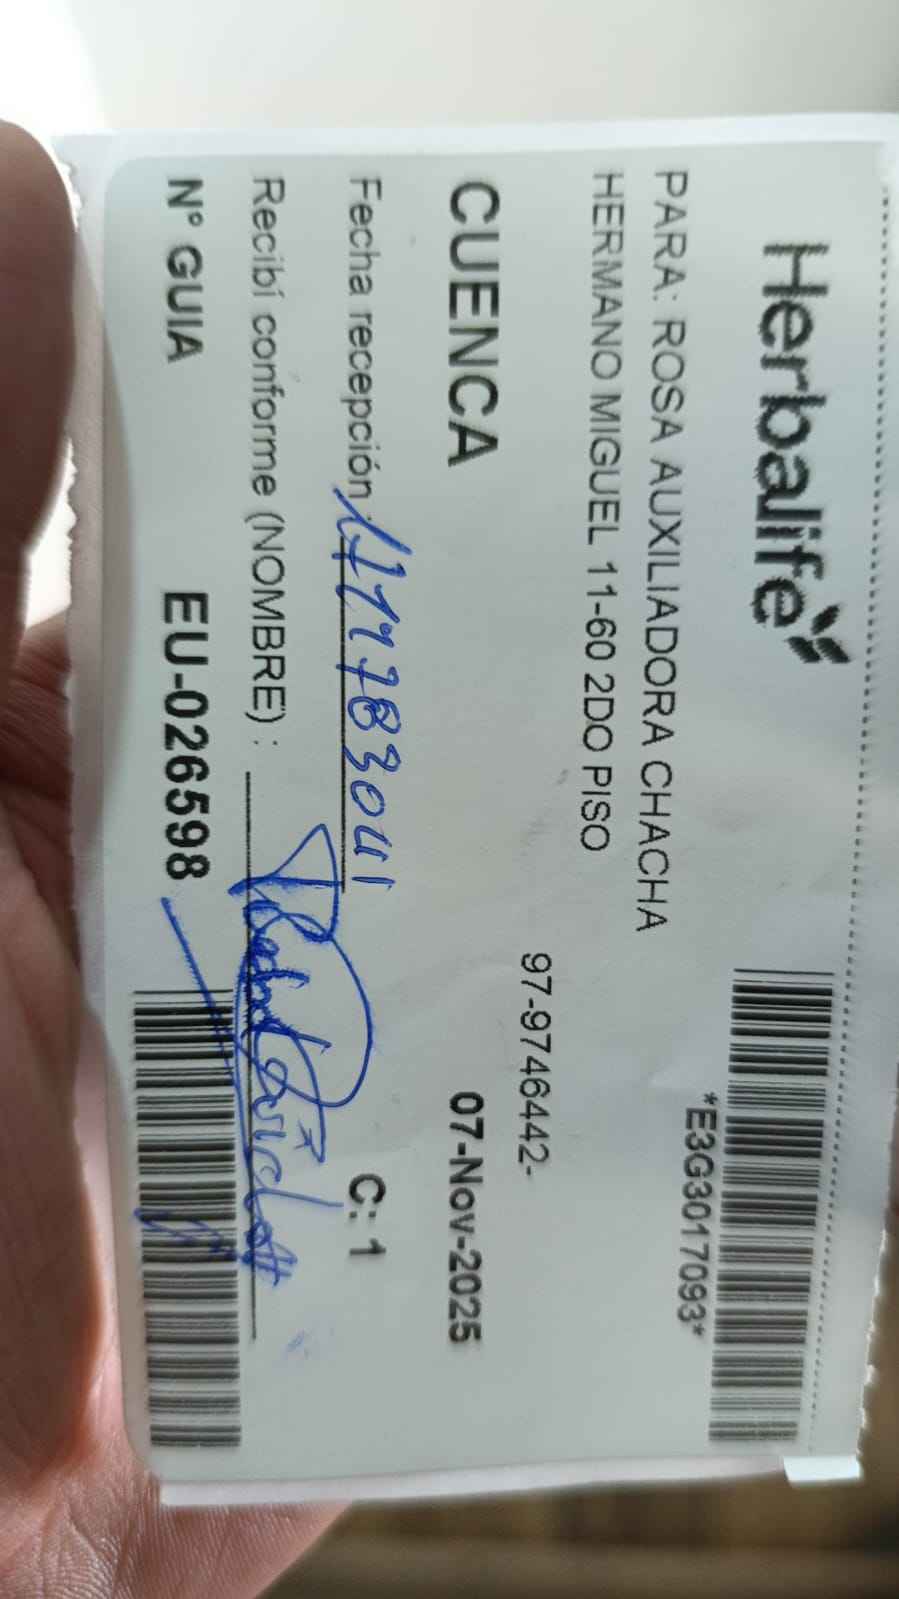 Herbalife
*E3G3017093*
PARA: ROSA AUXILIADORA CHACHA
HERMANO MIGUEL 11-60 2DO PISO
97-9746442-
CUENCA 07-Nov-2025
Fecha recepción: C: 1
Recibí conforme (NOMBRE) :
N° GUIA EU-026598